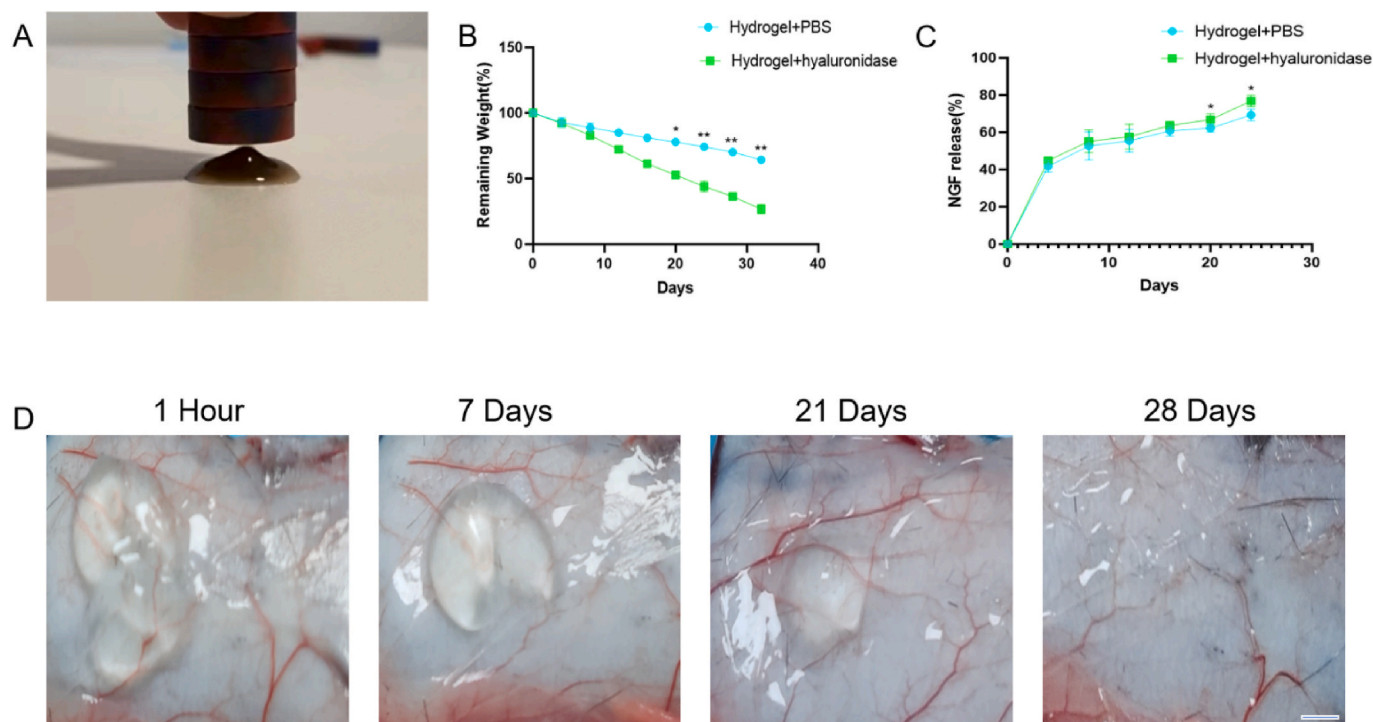 A
B
Hydrogel+PBS
Hydrogel+hyaluronidase
Remaining Weight(%)
150
100
50
0
* ** ** **
0 10 20 30 40
Days
C
Hydrogel+PBS
Hydrogel+hyaluronidase
NGF release(%)
100
80
60
40
20
0
* *
0 10 20 30
Days
D
1 Hour
7 Days
21 Days
28 Days